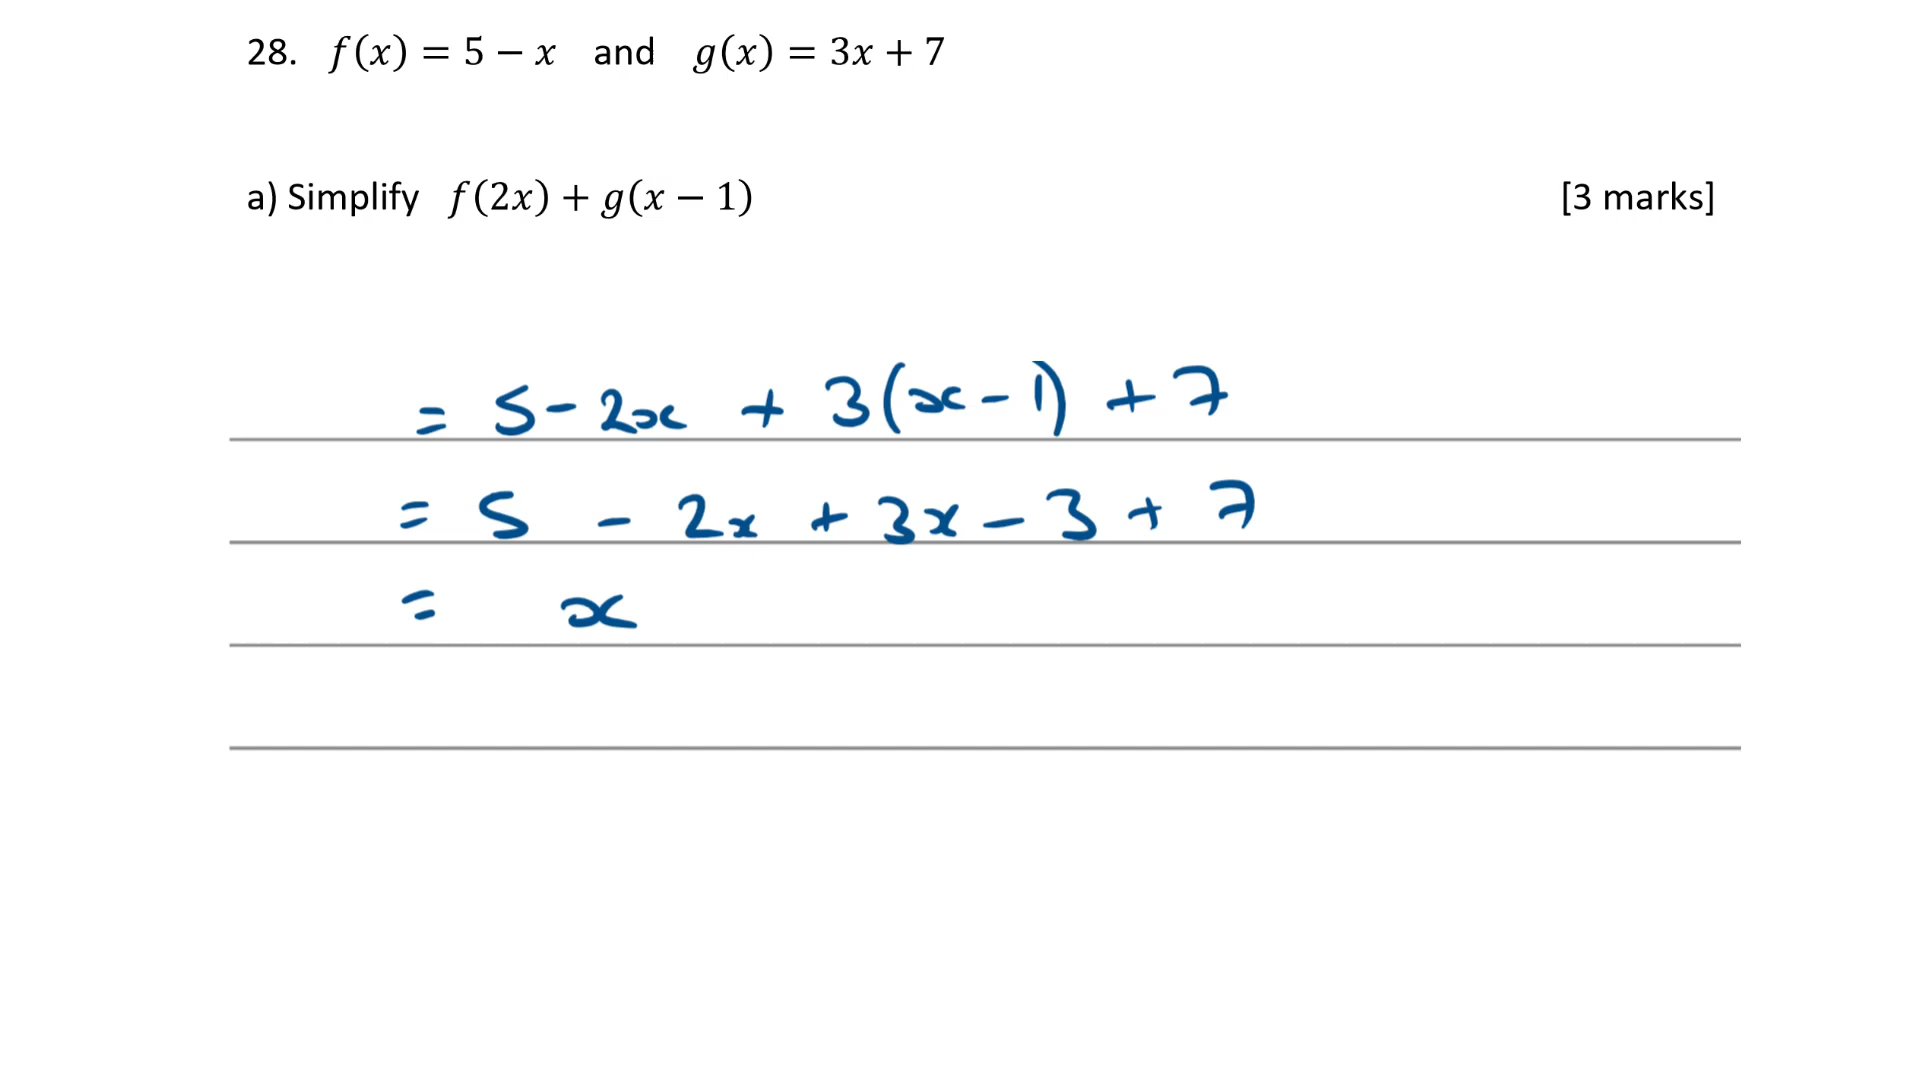 28. f(x) = 5 − x and g(x) = 3x + 7
a) Simplify f(2x) + g(x − 1) [3 marks]
= 5 − 2x + 3(x − 1) + 7
= 5 − 2x + 3x − 3 + 7
= x